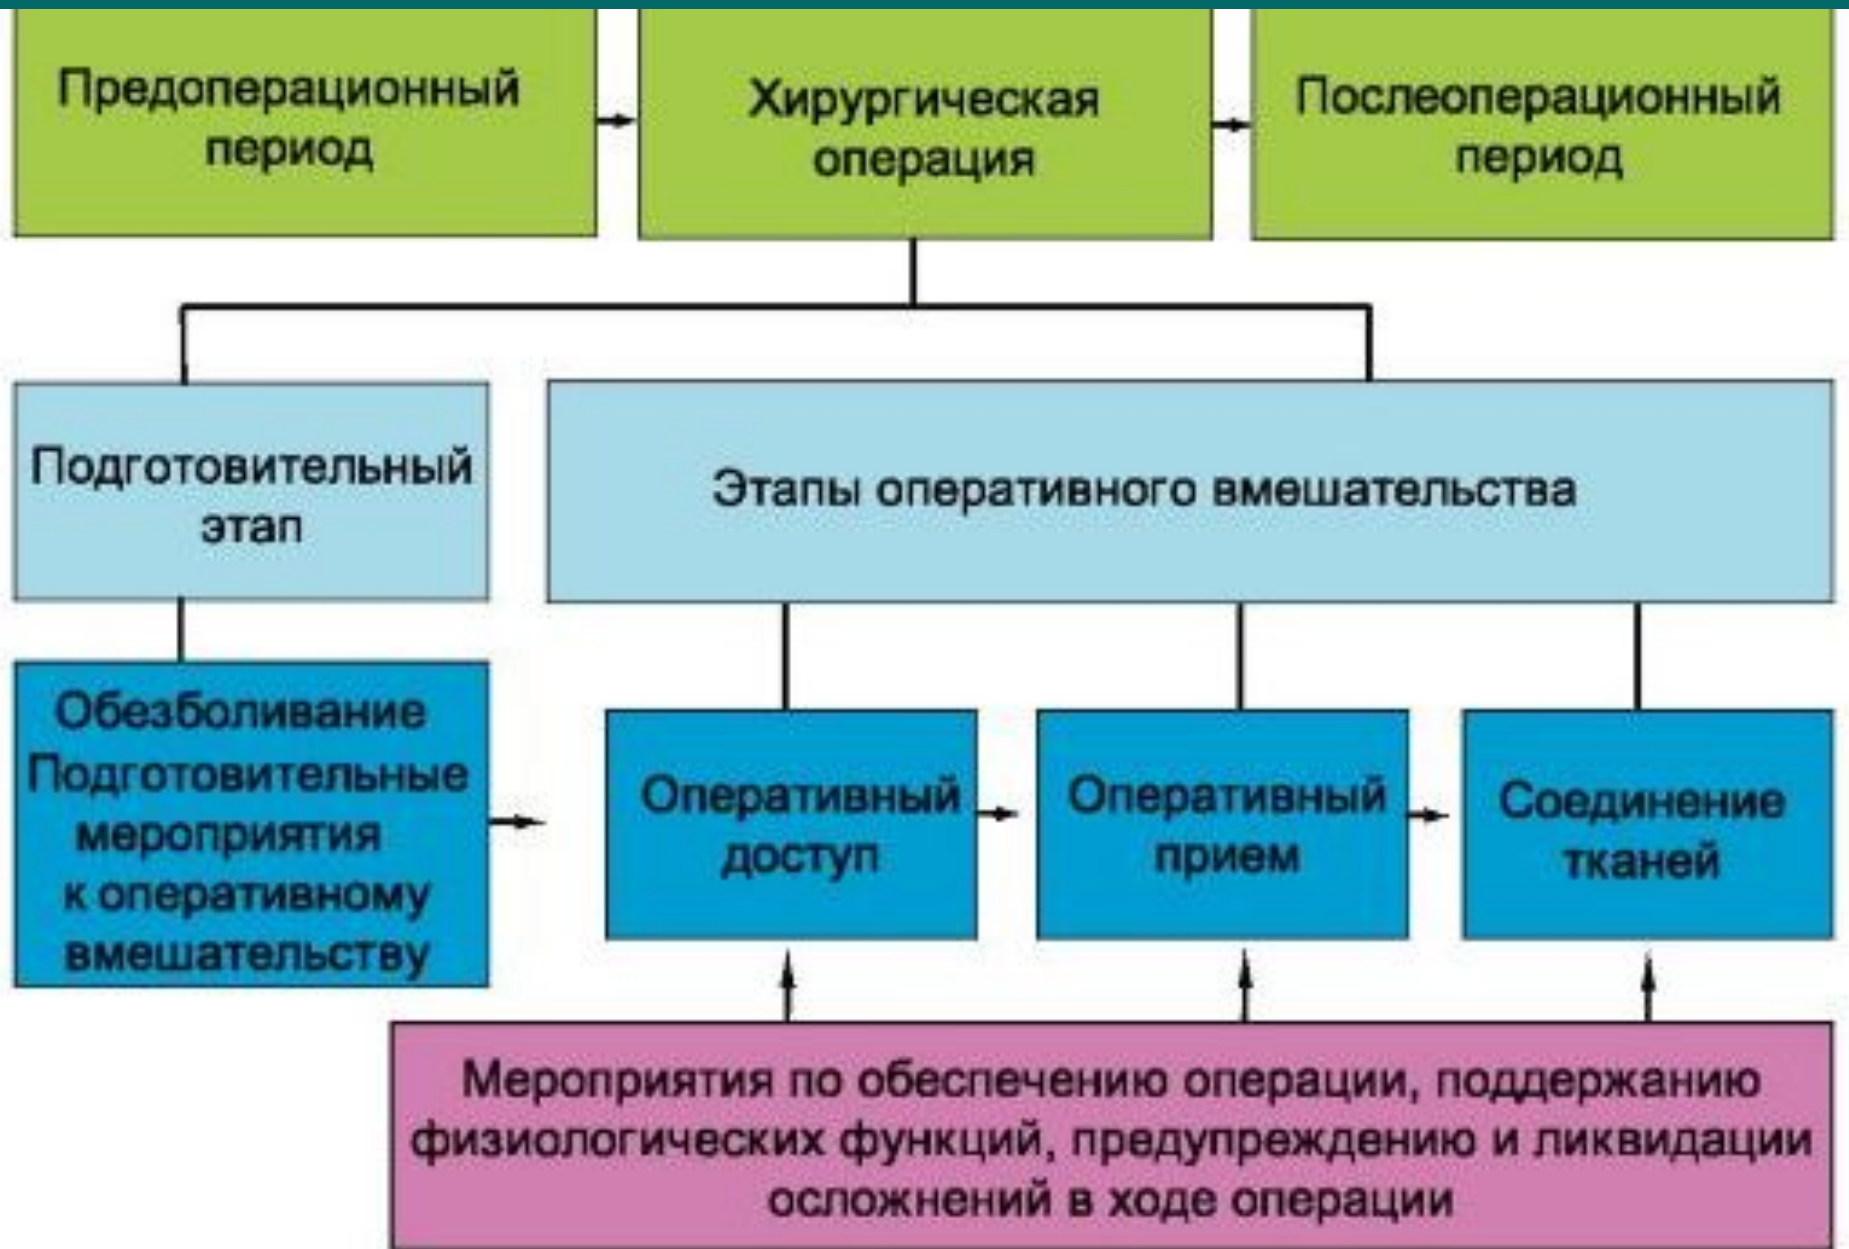 Предоперационный
период
Хирургическая
операция
Послеоперационный
период
Подготовительный
этап
Этапы оперативного вмешательства
Обезболивание
Подготовительные
мероприятия
к оперативному
вмешательству
Оперативный
доступ
Оперативный
прием
Соединение
тканей
Мероприятия по обеспечению операции, поддержанию
физиологических функций, предупреждению и ликвидации
осложнений в ходе операции